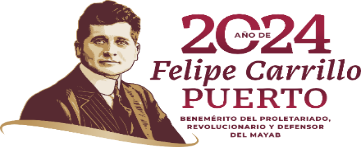 AÑO DE
2024
Felipe Carrillo
PUERTO
BENEMÉRITO DEL PROLETARIADO,
REVOLUCIONARIO Y DEFENSOR
DEL MAYAB